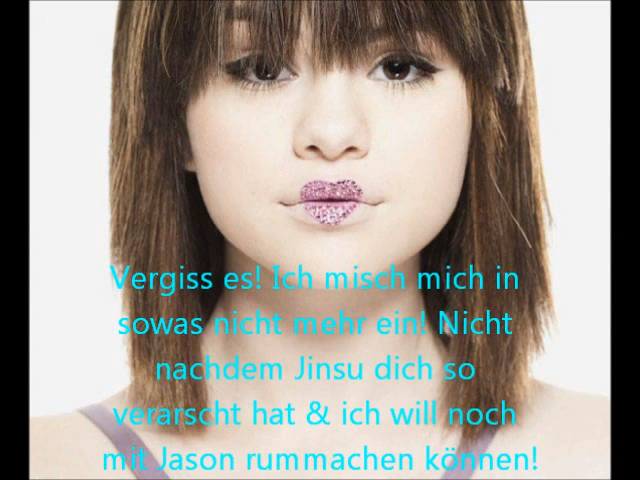 Vergiss es! Ich misch mich in
sowas nicht mehr ein! Nicht
nachdem Jinsu dich so
verarscht hat & ich will noch
mit Jason rummachen können!